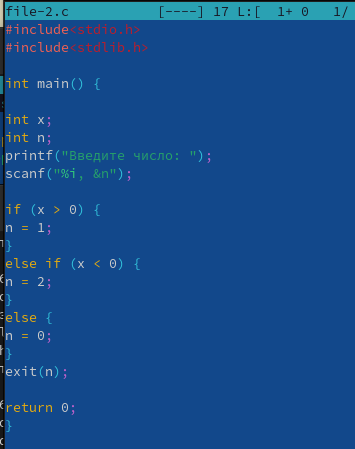 file-2.c [----] 17 L:[ 1+ 0 1/
#include<stdio.h>
#include<stdlib.h>
int main() {
int x;
int n;
printf("Введите число: ");
scanf("%i, &n");
if (x > 0) {
n = 1;
}
else if (x < 0) {
n = 2;
}
else {
n = 0;
}
exit(n);
return 0;
}